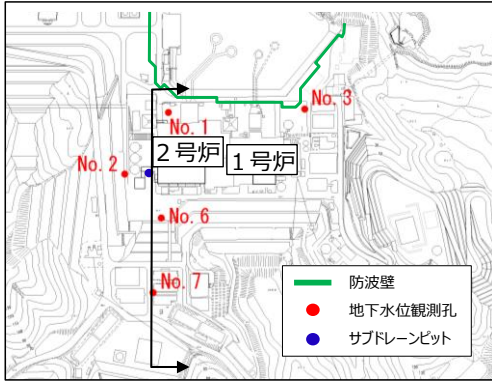 No. 3
No. 1
2号炉
1号炉
No. 2
No. 6
No. 7
防波壁
地下水位観測孔
サブドレーンピット